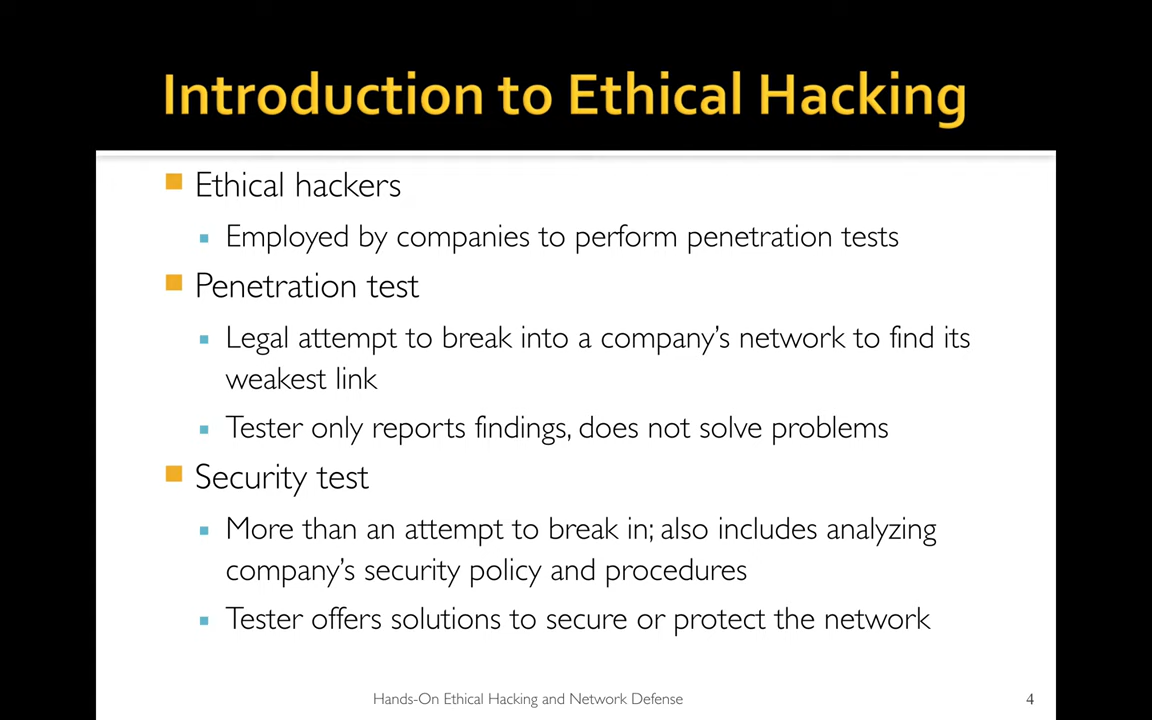 Introduction to Ethical Hacking
Ethical hackers
Employed by companies to perform penetration tests
Penetration test
Legal attempt to break into a company's network to find its
weakest link
Tester only reports findings, does not solve problems
Security test
More than an attempt to break in; also includes analyzing
company's security policy and procedures
Tester offers solutions to secure or protect the network
Hands-On Ethical Hacking and Network Defense
4